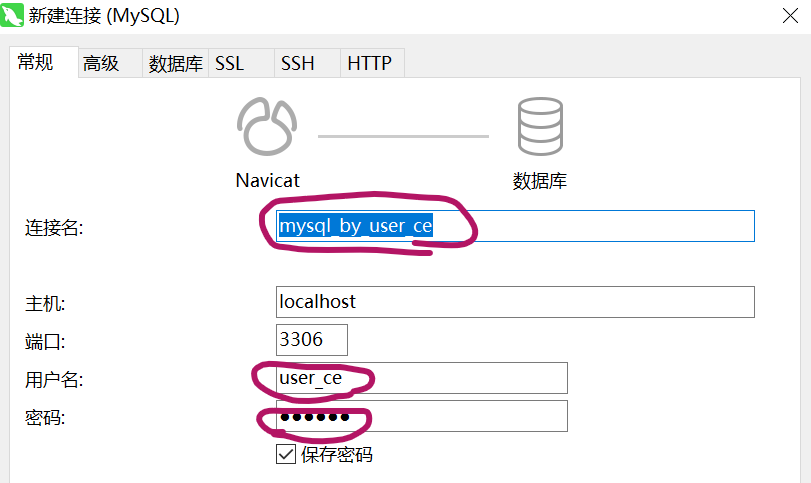 新建连接 (MySQL)
常规 高级 数据库 SSL SSH HTTP
Navicat 数据库
连接名: mysql_by_user_ce
主机: localhost
端口: 3306
用户名: user_ce
密码: ●●●●●●
保存密码